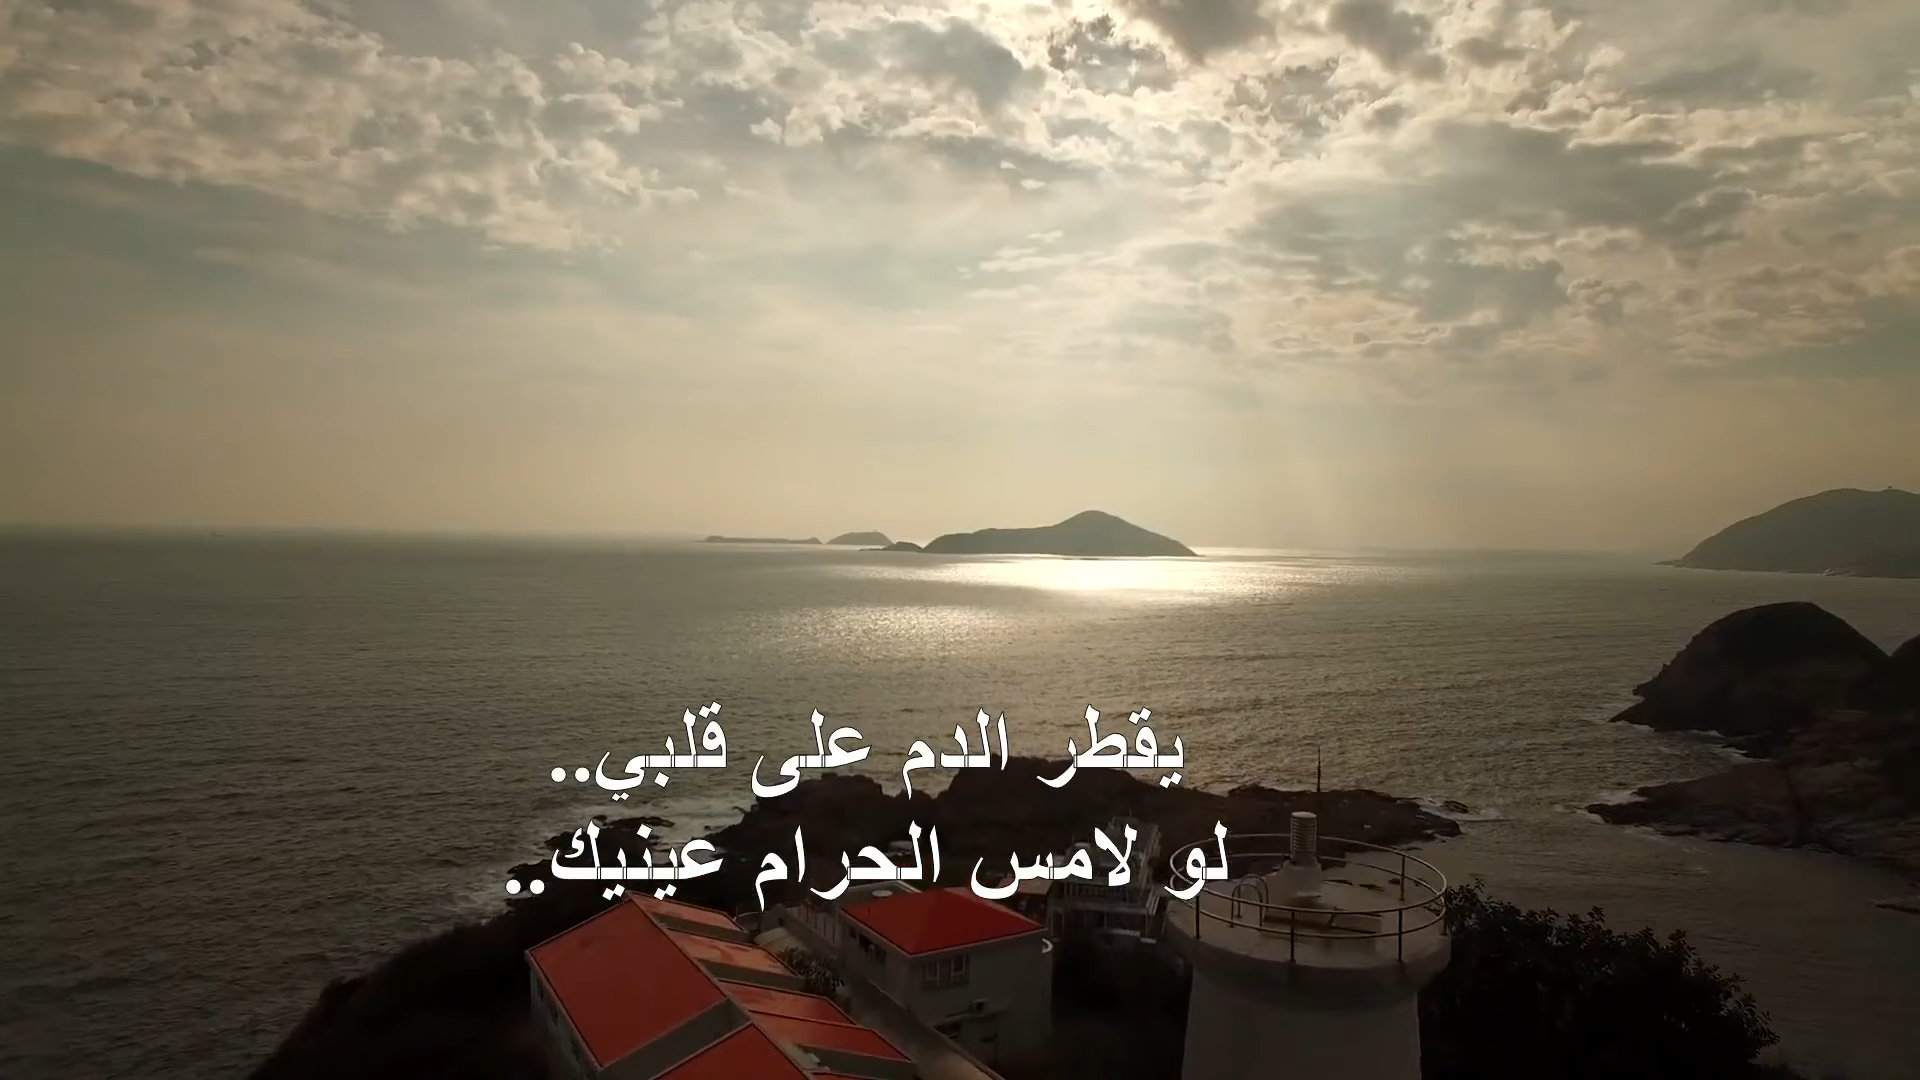 يقطر الدم على قلبي..
لو لامس الحرام عينيك..